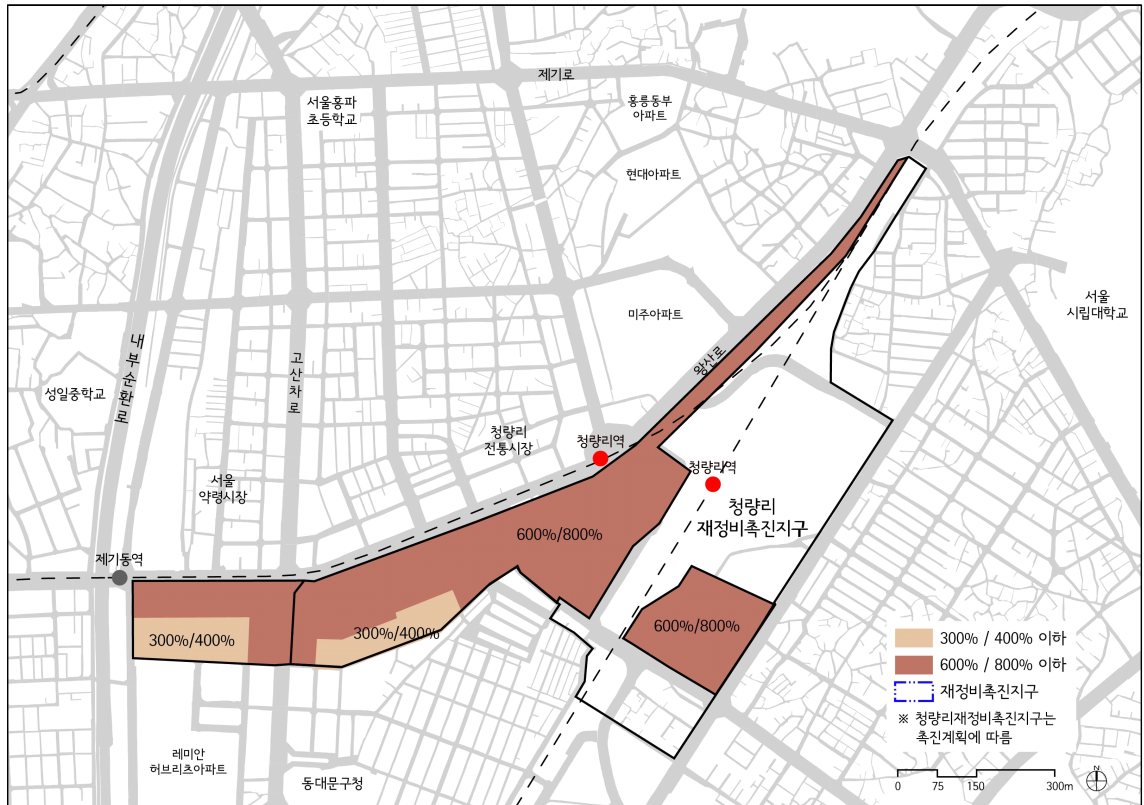 제기로
서울홍파
초등학교
홍릉동부
아파트
현대아파트
서울
시립대학교
미주아파트
내부순환로
고산자로
왕산로
성일중학교
청량리
전통시장
청량리역
청량리역
서울
약령시장
청량리
재정비촉진지구
600%/800%
제기동역
300%/400%
300%/400%
600%/800%
300% / 400% 이하
600% / 800% 이하
재정비촉진지구
※ 청량리재정비촉진지구는
촉진계획에 따름
레미안
허브리츠아파트
동대문구청
0 75 150 300m
N